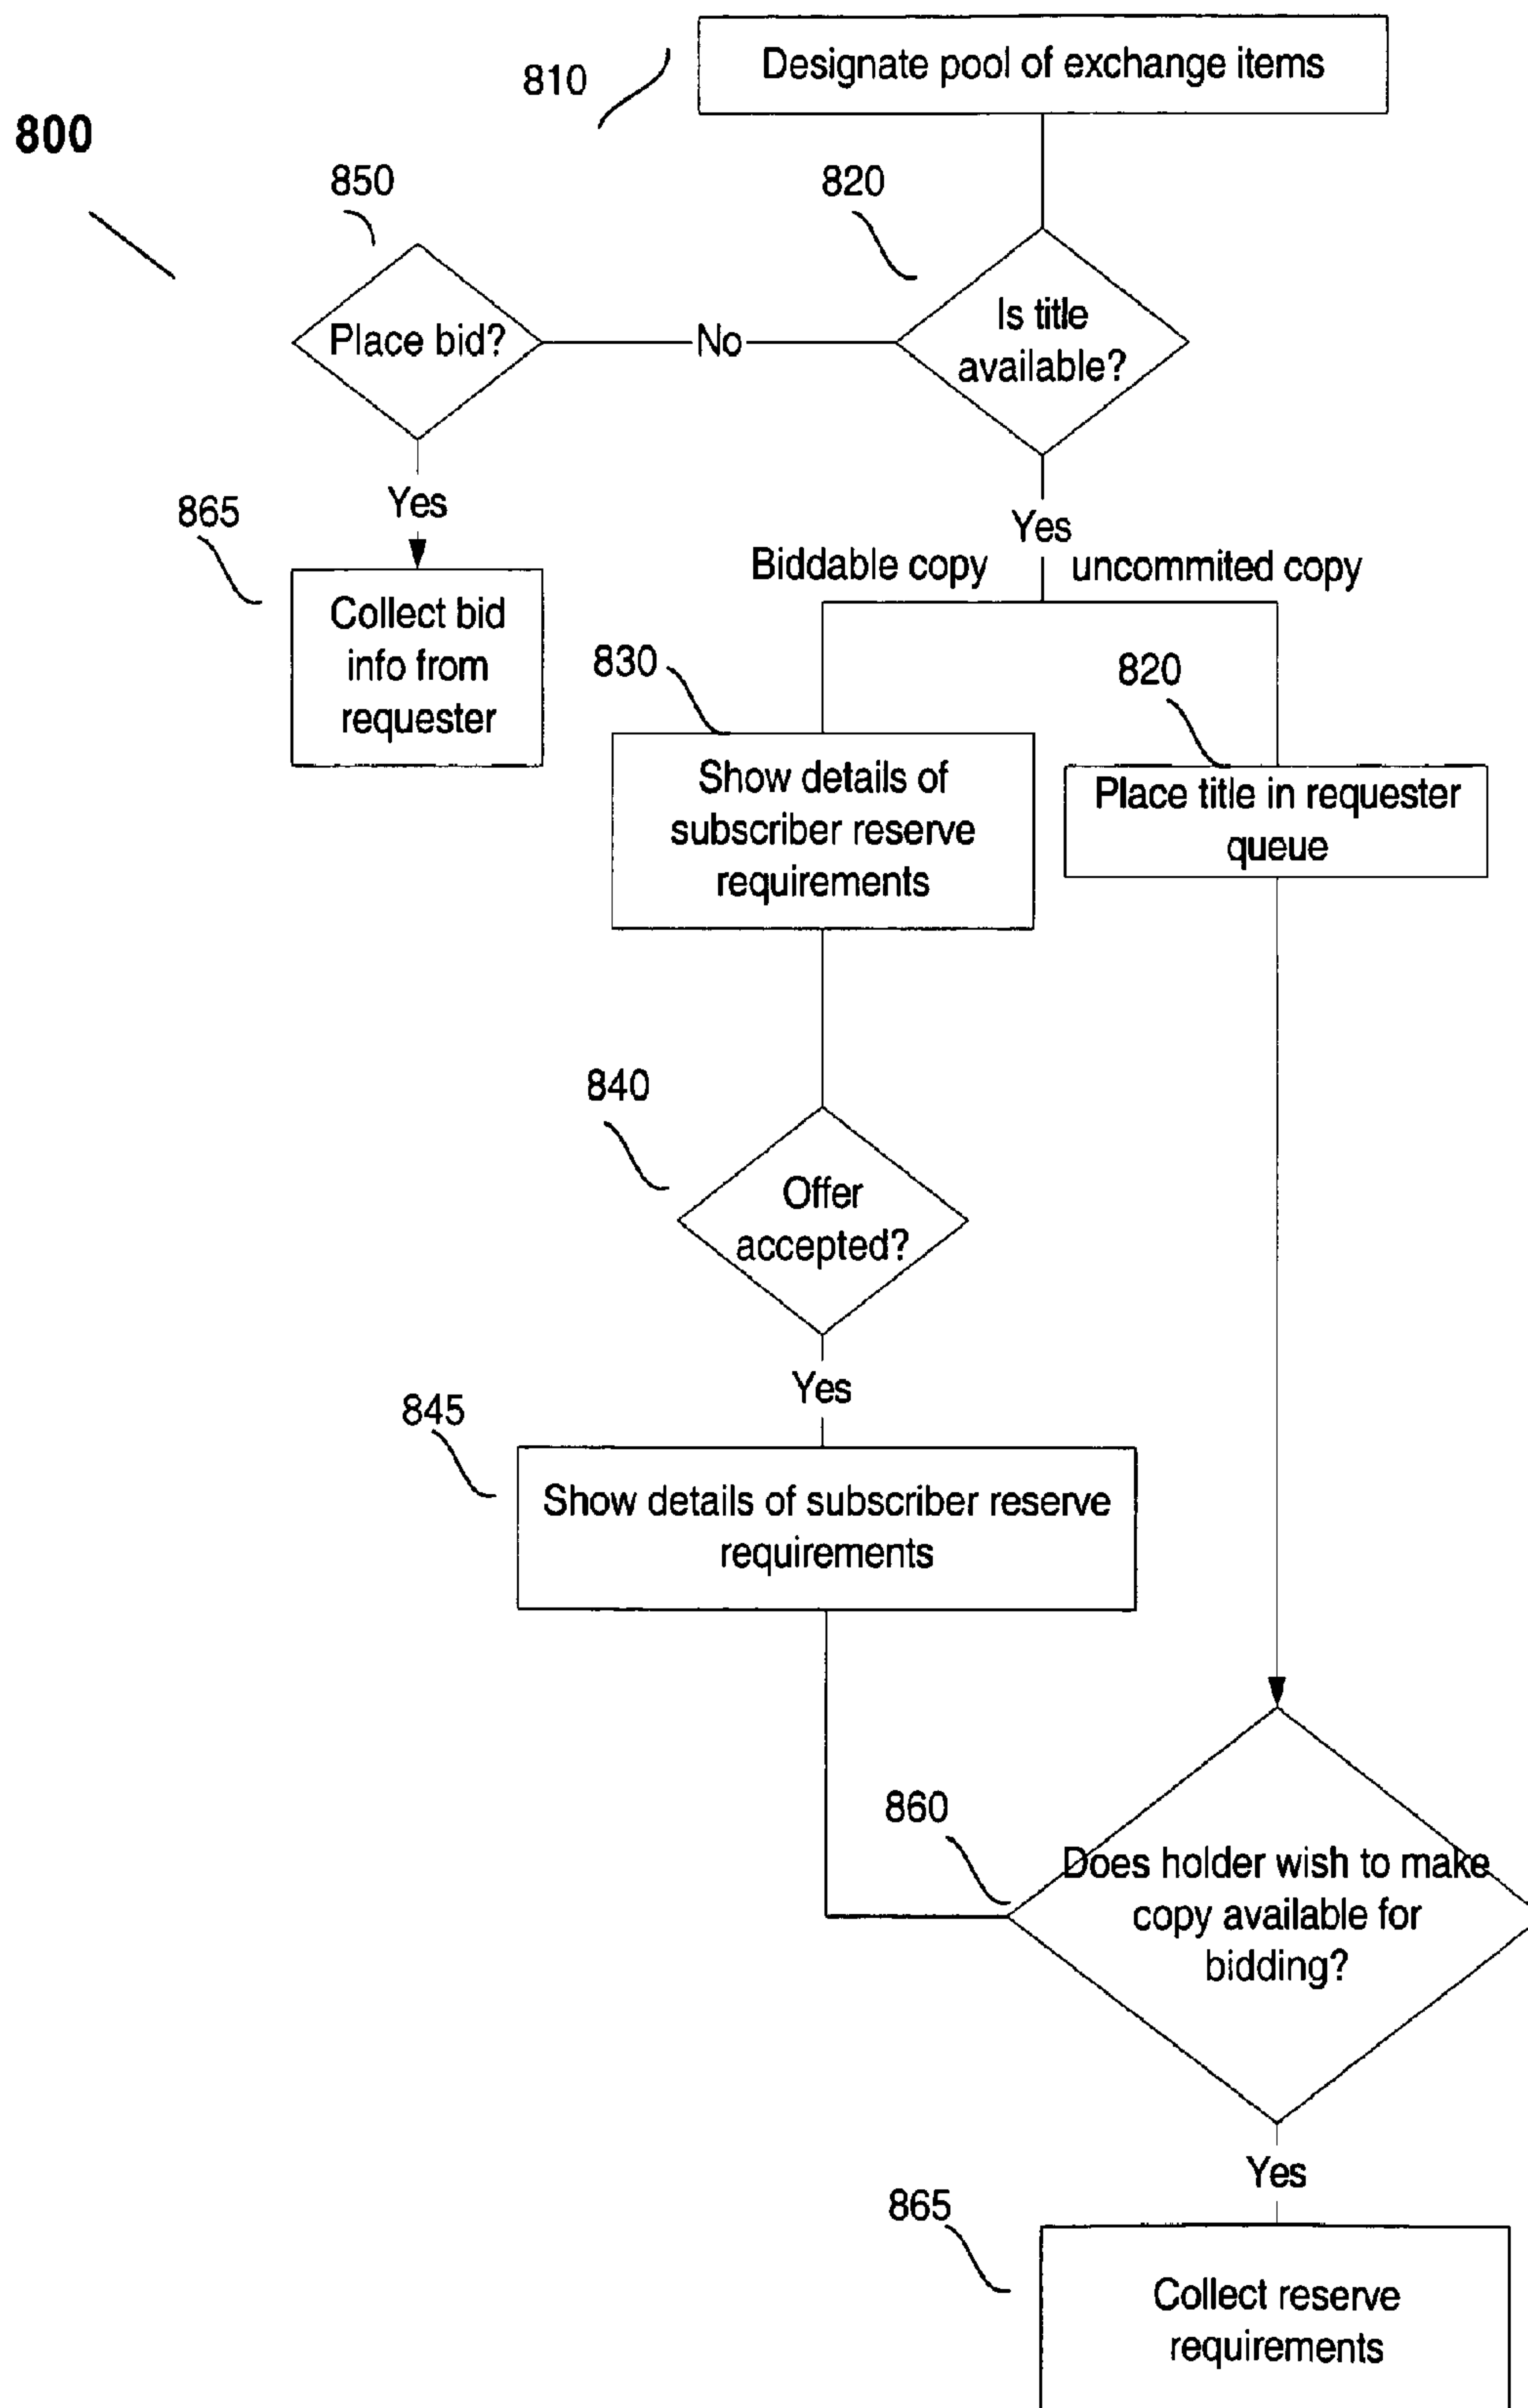 810
Designate pool of exchange items
800
850
820
Place bid?
No
Is title
available?
Yes
865
Collect bid
info from
requester
Yes
Biddable copy
uncommited copy
830
Show details of
subscriber reserve
requirements
820
Place title in requester
queue
840
Offer
accepted?
Yes
845
Show details of subscriber reserve
requirements
860
Does holder wish to make
copy available for
bidding?
Yes
865
Collect reserve
requirements